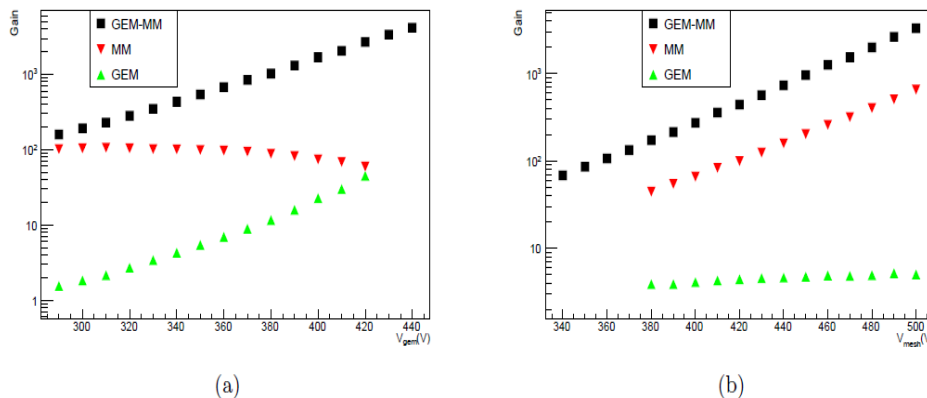 Gain
GEM-MM
MM
GEM
10³
10²
10
1
300 320 340 360 380 400 420 440
V_gem(V)
(a)
Gain
GEM-MM
MM
GEM
10³
10²
10
340 360 380 400 420 440 460 480 500
V_mesh(V)
(b)